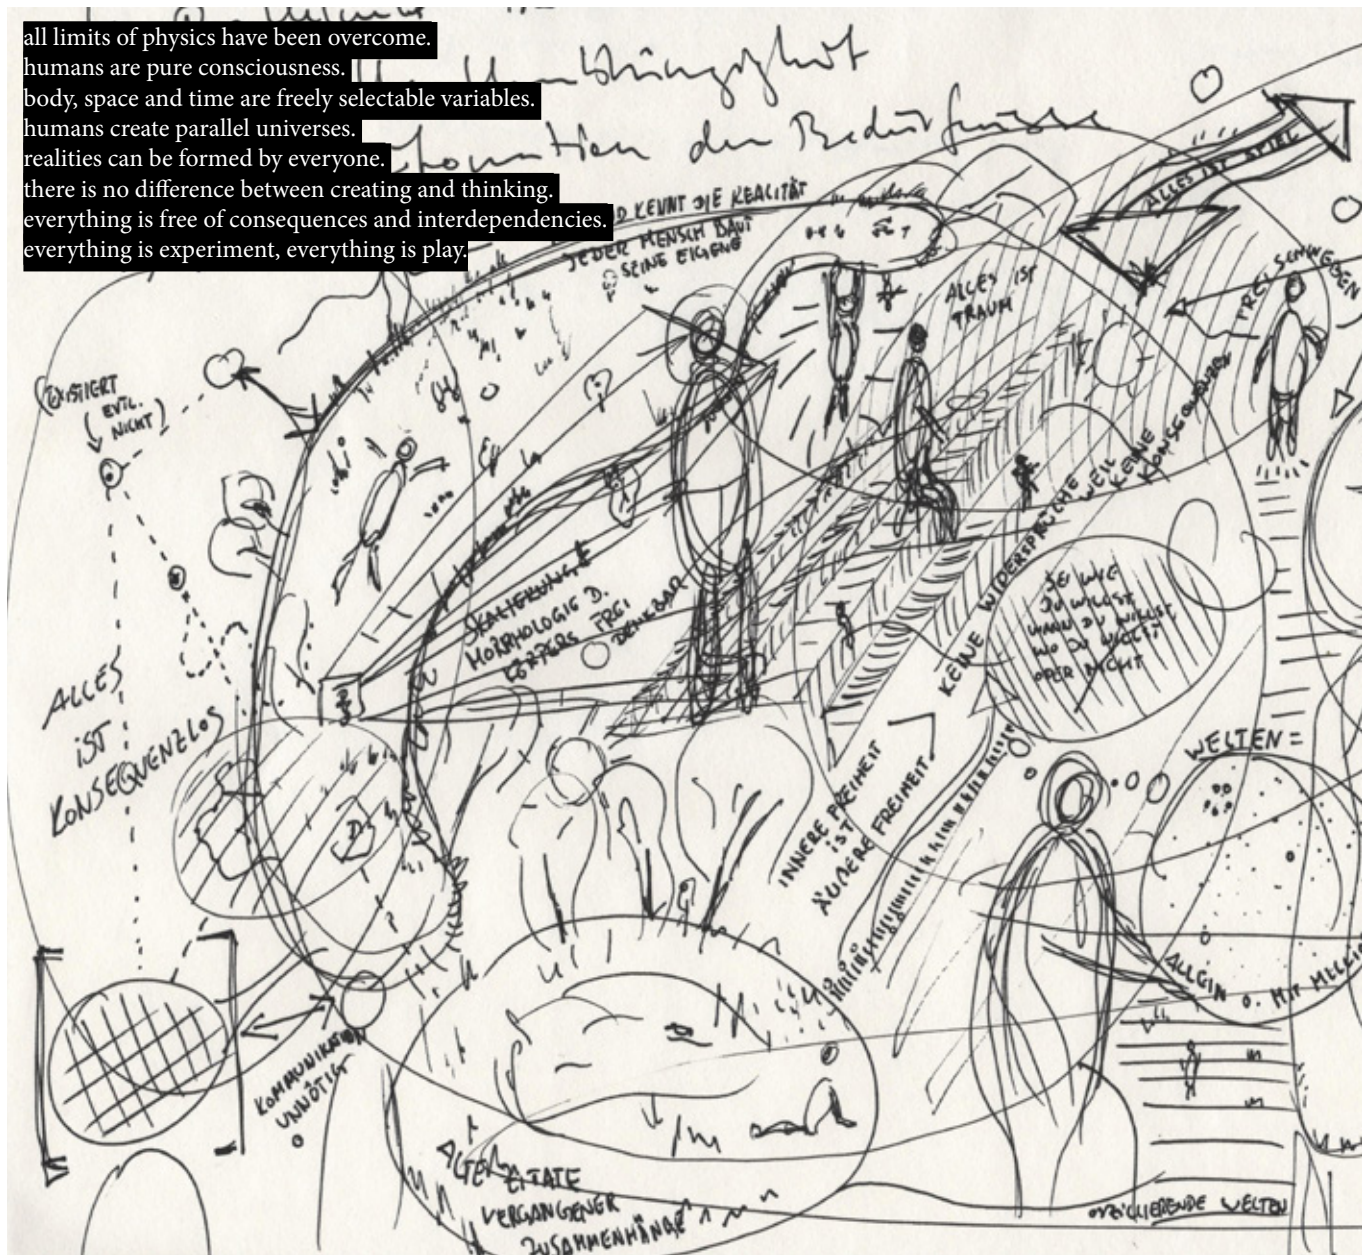 all limits of physics have been overcome.
humans are pure consciousness.
body, space and time are freely selectable variables.
humans create parallel universes.
realities can be formed by everyone.
there is no difference between creating and thinking.
everything is free of consequences and interdependencies.
everything is experiment, everything is play.
der Bedürfnisse
KENNT DIE REALITÄT
JEDER MENSCH BAUT
SEINE EIGENE
ALLES IST SPIEL
ALLES IST
TRAUM
FREI SCHWEBEN
EXISTIERT
(EVTL.
NICHT)
SKALIERUNG &
MORPHOLOGIE D.
KÖRPERS FREI
DENKBAR
KEINE WIDERSPRÜCHE WEIL
KEINE
KONSEQUENZEN
SEI WIE
DU WILLST
WANN DU WILLST
WO DU WILLST
ODER NICHT
ALLES
IST
KONSEQUENZLOS
WELTEN =
INNERE FREIHEIT
IST
ÄUßERE FREIHEIT
ALLEIN O. MIT
KOMMUNIKATION
UNNÖTIG
VERGANGENER
ZUSAMMENHÄNGE
WELTEN